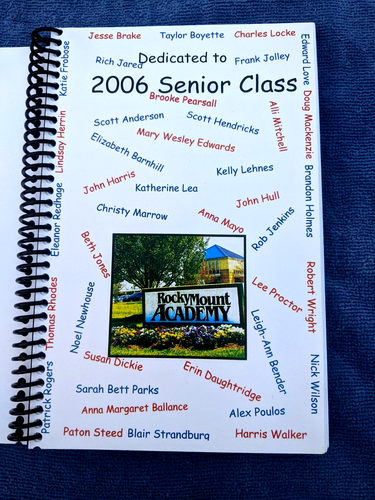 Jesse Brake
Taylor Boyette
Charles Locke
Katie Frobose
Rich Jared
Dedicated to
Frank Jolley
Edward Love
2006 Senior Class
Brooke Pearsall
Doug Mackenzie
Scott Anderson
Scott Hendricks
Alli Mitchell
Lindsay Herrin
Mary Wesley Edwards
Elizabeth Barnhill
Kelly Lehnes
Brandon Holmes
John Harris
Katherine Lea
Eleanor Redhage
John Hull
Christy Marrow
Anna Mayo
Rob Jenkins
Beth Jones
Thomas Rhodes
Noel Newhouse
Rocky Mount
Academy
Lee Proctor
Robert Wright
Leigh-Ann Bender
Susan Dickie
Erin Daughtridge
Nick Wilson
Patrick Rogers
Sarah Bett Parks
Anna Margaret Ballance
Alex Poulos
Paton Steed
Blair Strandburg
Harris Walker